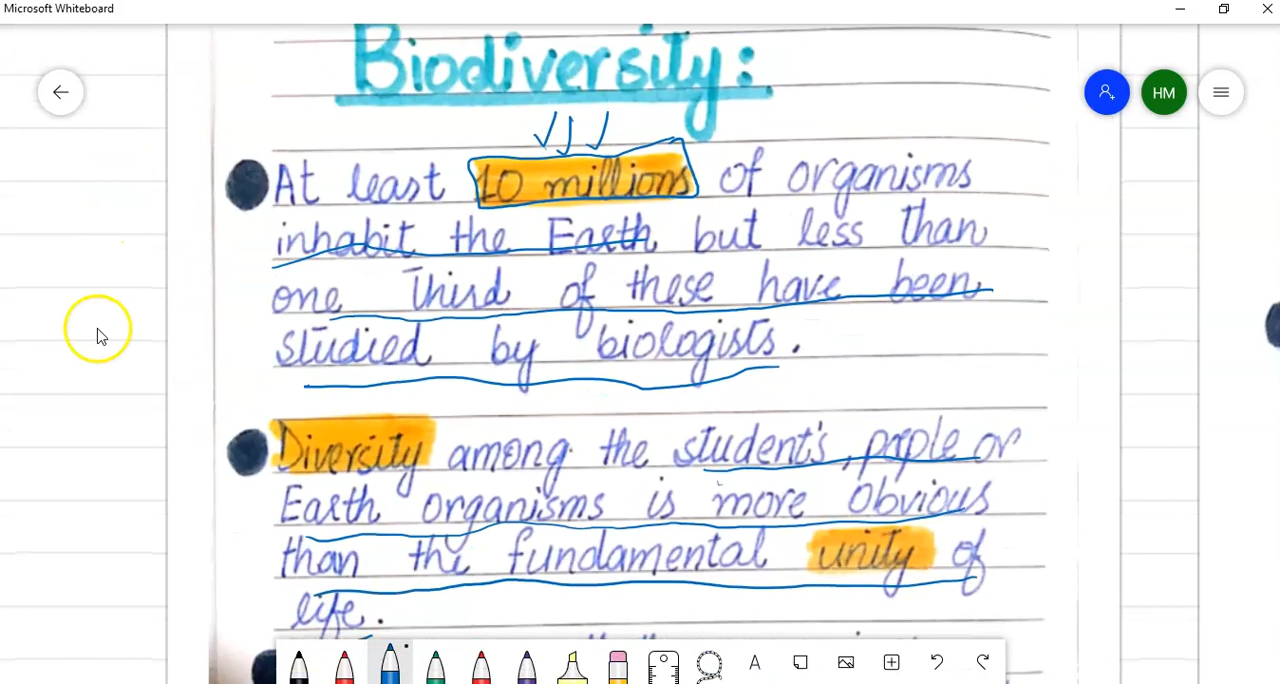 Microsoft Whiteboard
Biodiversity:
HM
At least 10 millions of organisms
inhabit the Earth but less than
one Third of these have been
studied by biologists.
Diversity among the student's, people or
Earth organisms is more obvious
than the fundamental unity of
life.
A